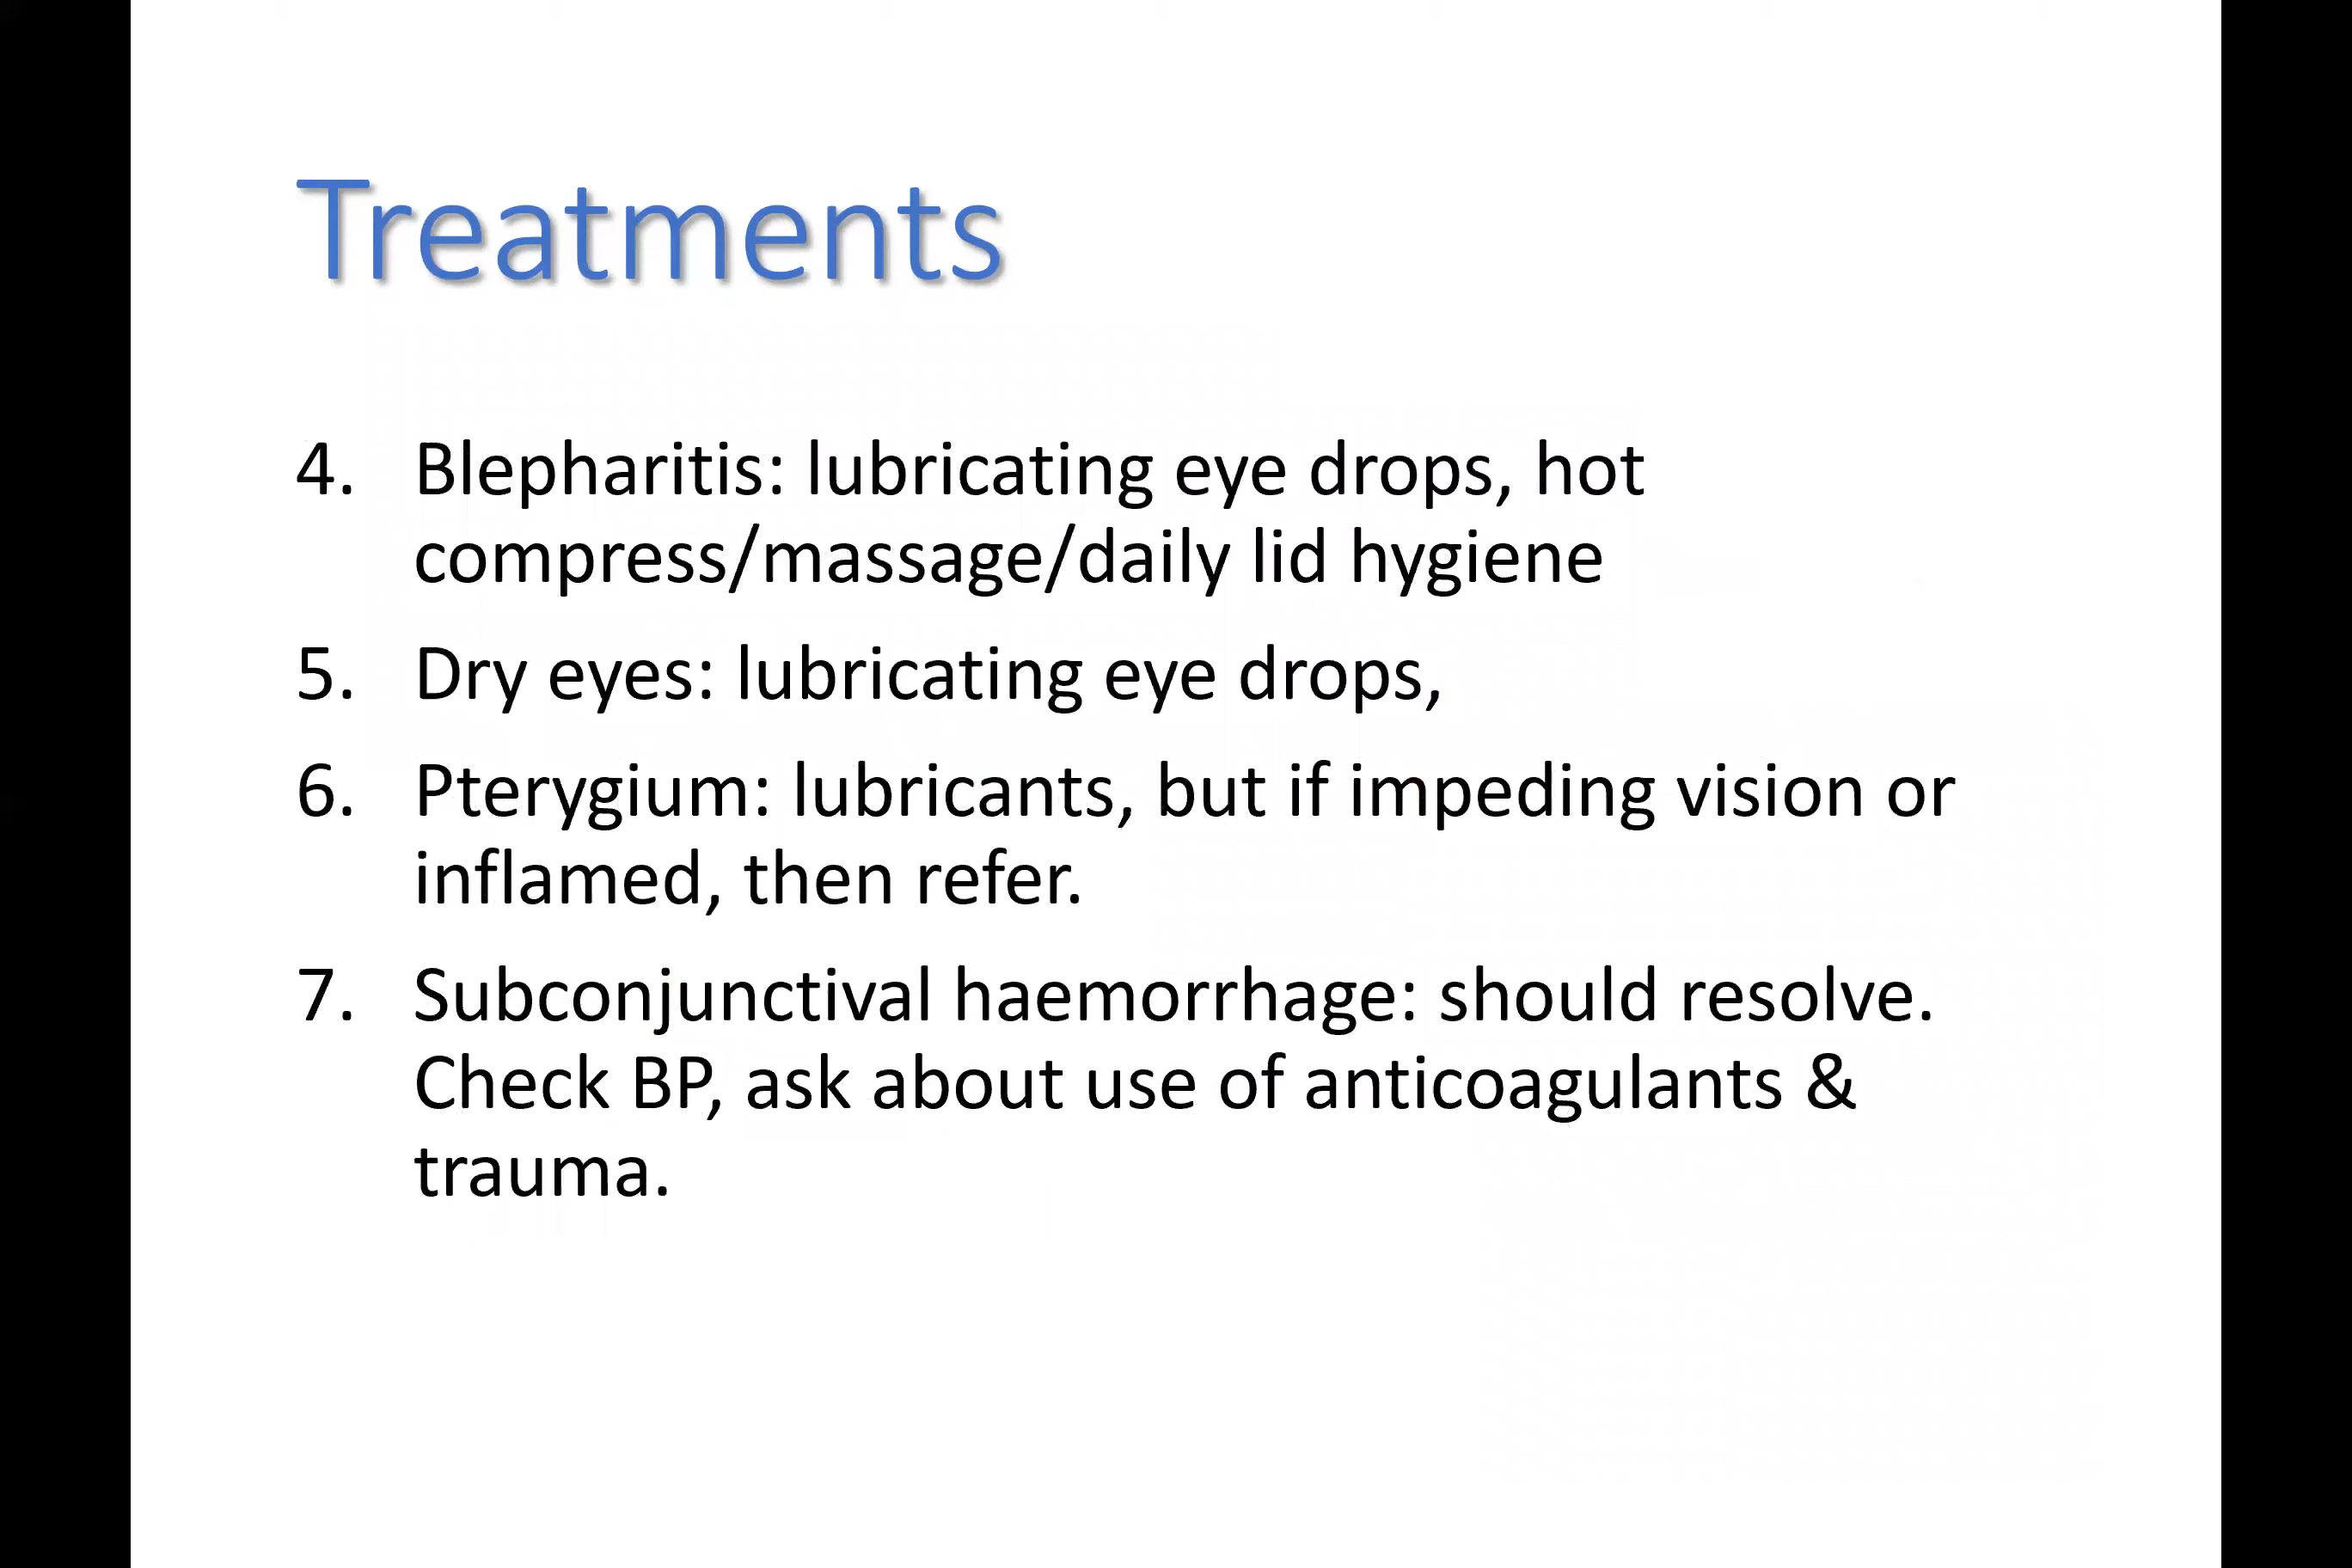 Treatments
4. Blepharitis: lubricating eye drops, hot
compress/massage/daily lid hygiene
5. Dry eyes: lubricating eye drops,
6. Pterygium: lubricants, but if impeding vision or
inflamed, then refer.
7. Subconjunctival haemorrhage: should resolve.
Check BP, ask about use of anticoagulants &
trauma.